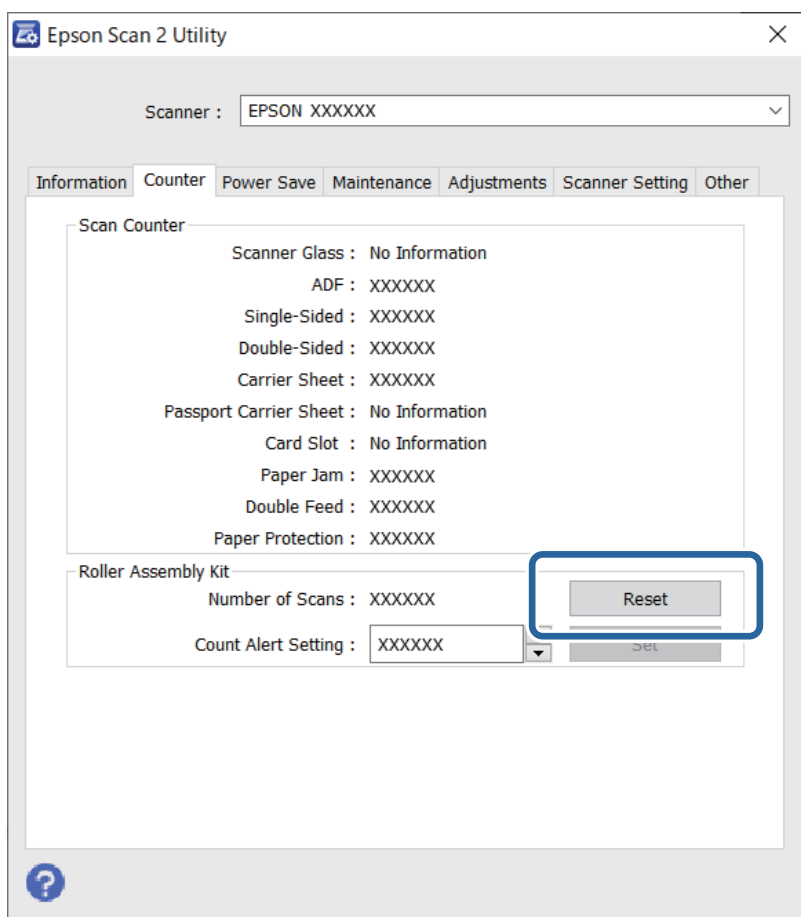 Epson Scan 2 Utility
Scanner : EPSON XXXXXX
Information Counter Power Save Maintenance Adjustments Scanner Setting Other
Scan Counter
Scanner Glass : No Information
ADF : XXXXXX
Single-Sided : XXXXXX
Double-Sided : XXXXXX
Carrier Sheet : XXXXXX
Passport Carrier Sheet : No Information
Card Slot : No Information
Paper Jam : XXXXXX
Double Feed : XXXXXX
Paper Protection : XXXXXX
Roller Assembly Kit
Number of Scans : XXXXXX Reset
Count Alert Setting : XXXXXX Set
?